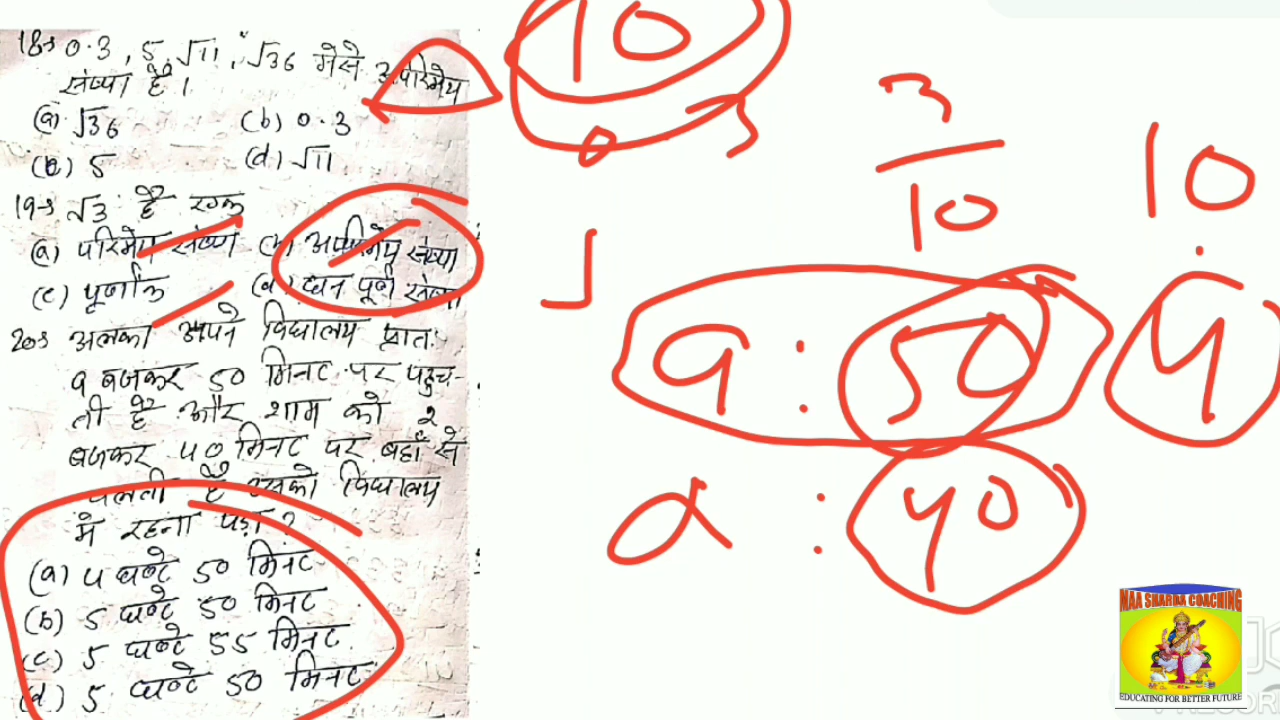 18→ 0.3, 5, √11, √36 मेसे अपरिमेय
संख्या है।
(a) √36 (b) 0.3
(c) 5 (d) √11
19→ √3 है एक
(a) परिमेय संख्या (b) अपरिमेय संख्या
(c) पूर्णांक (d) धन पूर्ण संख्या
20→ अलका अपने विद्यालय प्रातः
9 बजकर 50 मिनट पर पहुच-
ती है और शाम को 2
बजकर 40 मिनट पर वहाँ से
चलती है उसको विद्यालय
मे रहना पड़ा?
(a) 4 घण्टे 50 मिनट
(b) 5 घण्टे 50 मिनट
(c) 5 घण्टे 55 मिनट
(d) 5 घण्टे 50 मिनट
10
3
10
10
9 : 50
2 : 40
MAA SHARDA COACHING
EDUCATING FOR BETTER FUTURE